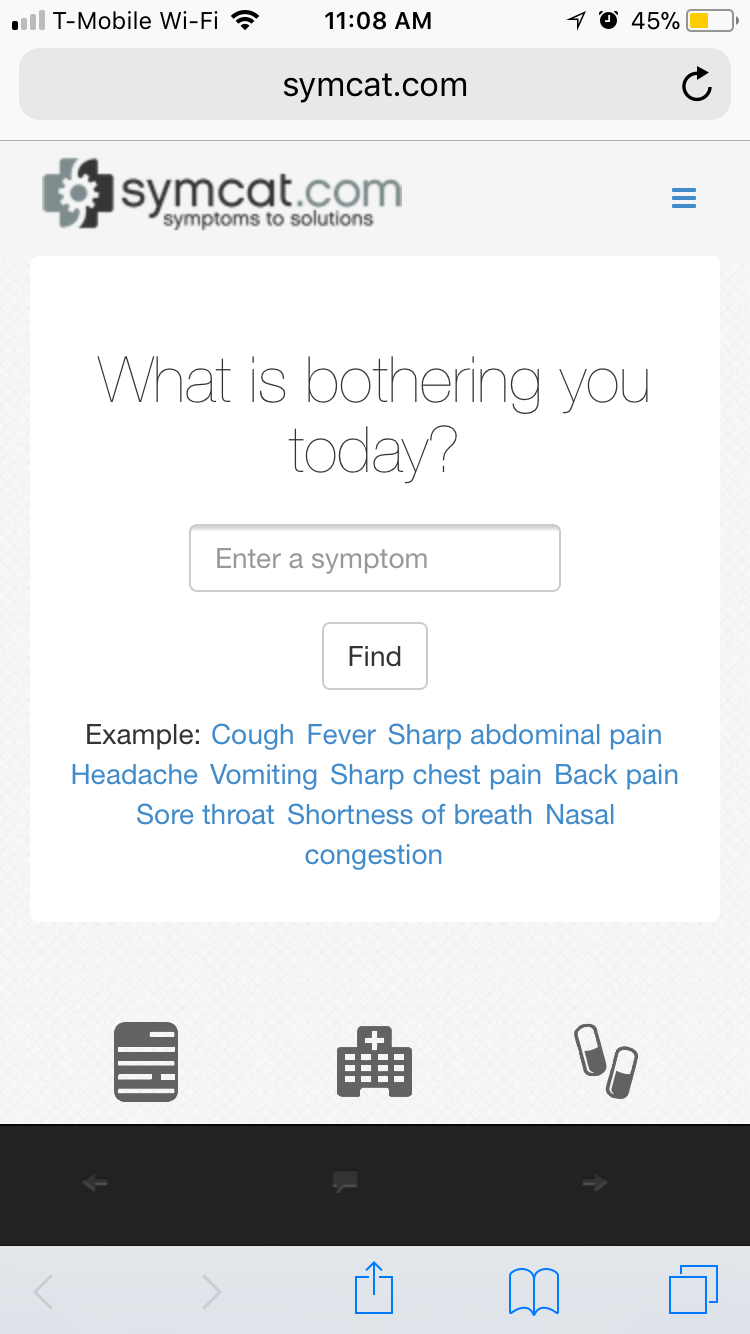 T-Mobile Wi-Fi 11:08 AM 45%
symcat.com
symcat.com
symptoms to solutions
What is bothering you
today?
Enter a symptom
Find
Example: Cough Fever Sharp abdominal pain
Headache Vomiting Sharp chest pain Back pain
Sore throat Shortness of breath Nasal
congestion